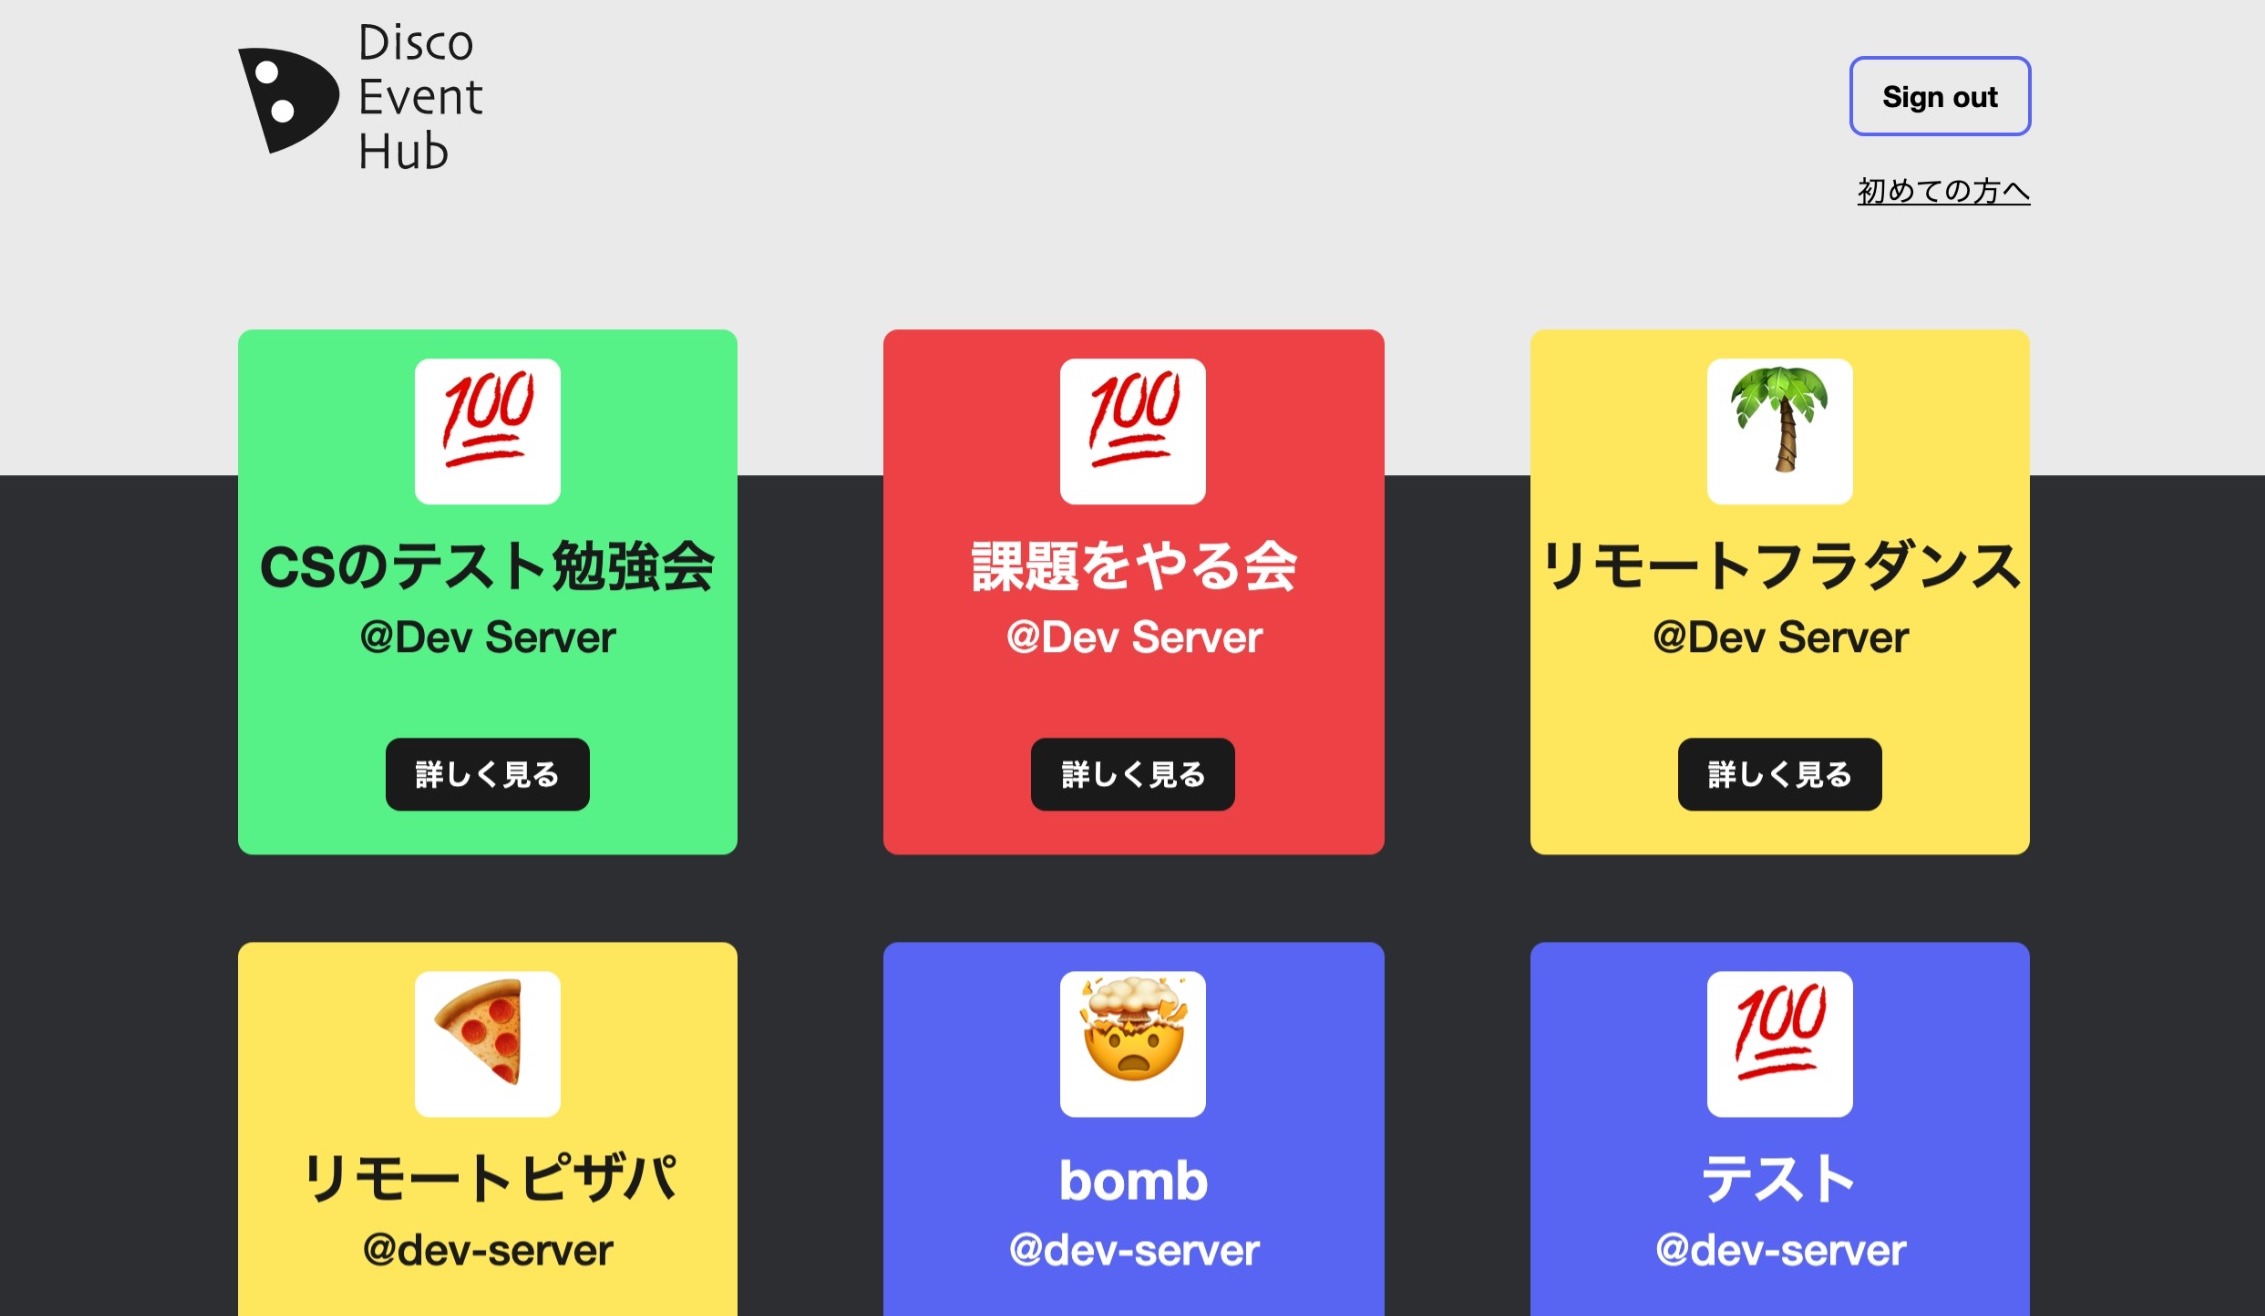 Disco
Event
Hub
Sign out
初めての方へ
💯
CSのテスト勉強会
@Dev Server
詳しく見る
💯
課題をやる会
@Dev Server
詳しく見る
リモートフラダンス
@Dev Server
詳しく見る
リモートピザパ
@dev-server
bomb
@dev-server
💯
テスト
@dev-server